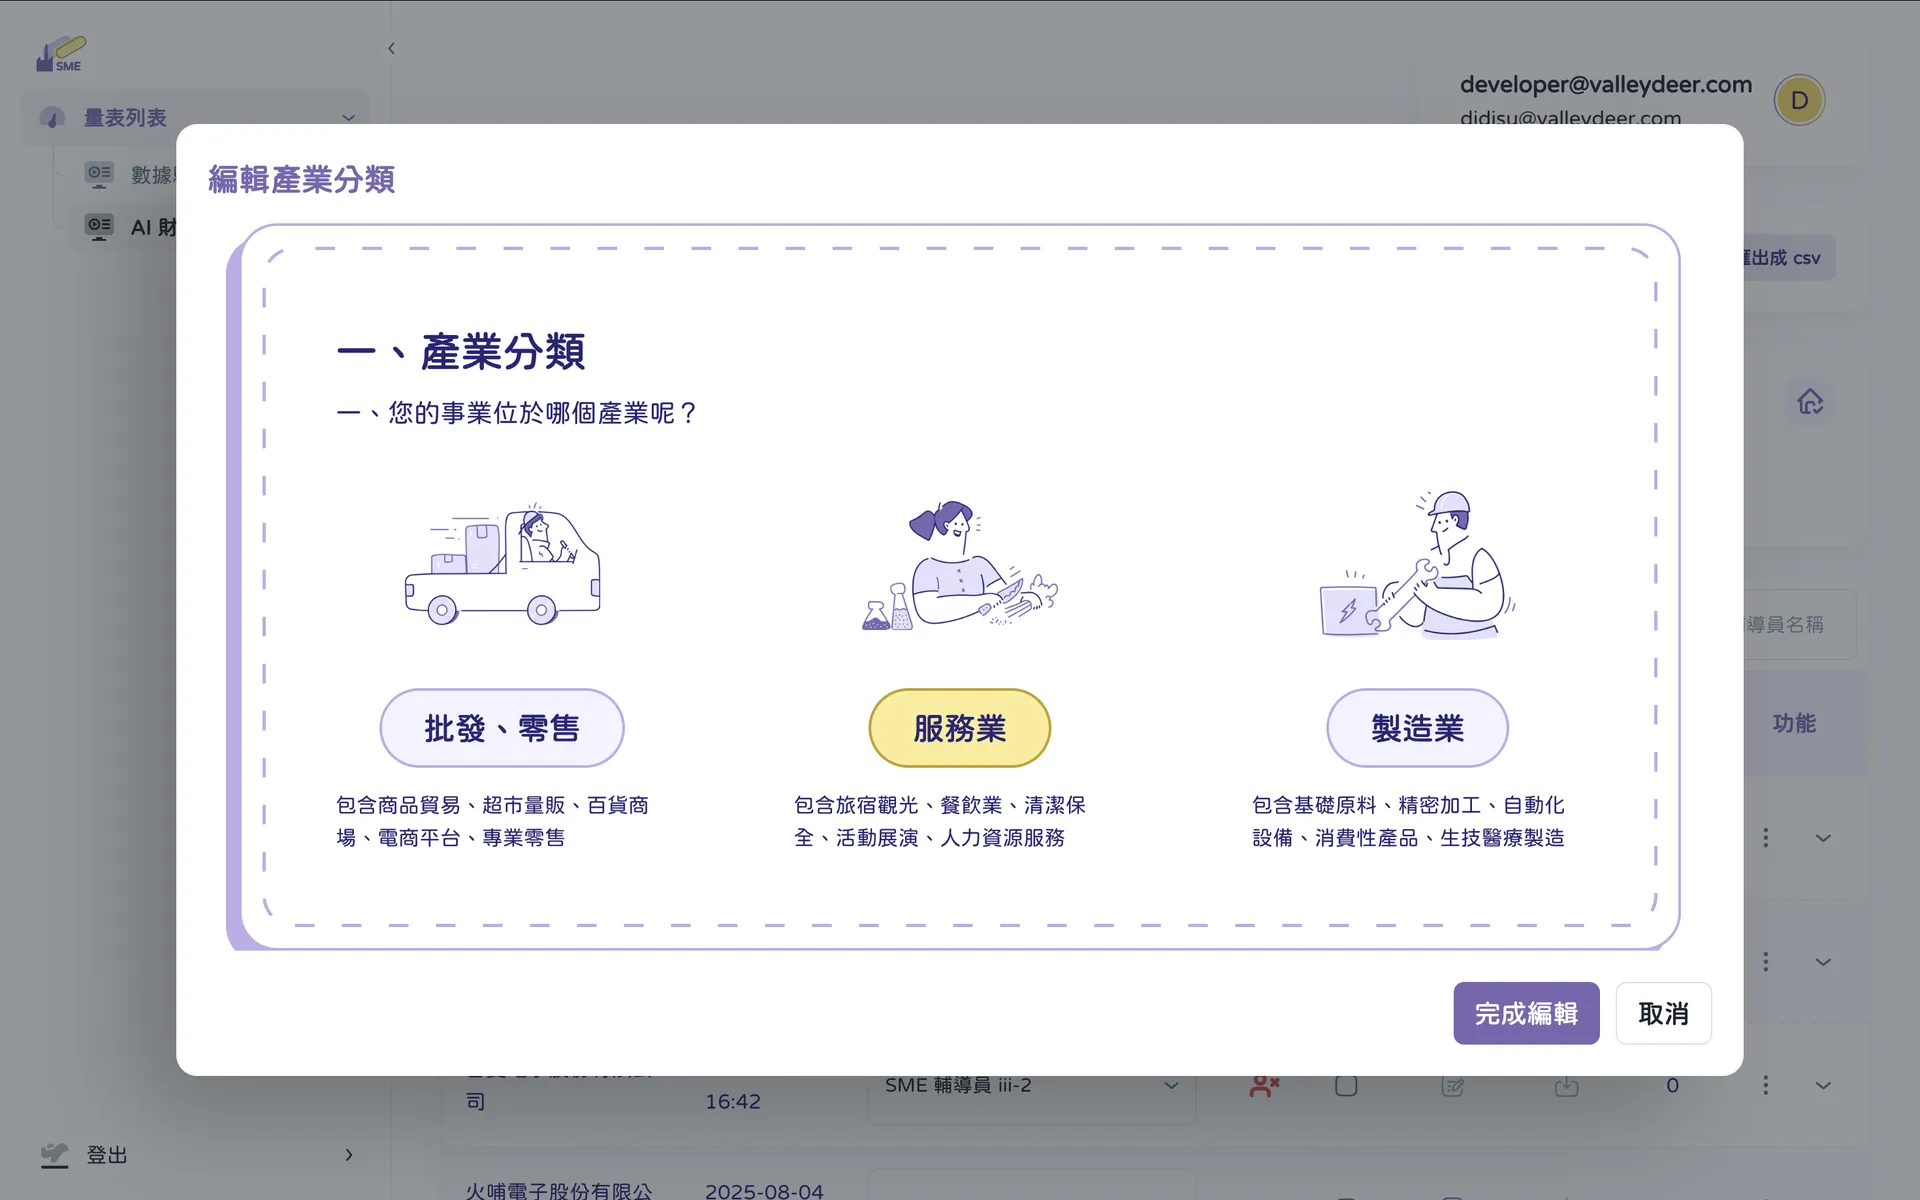 SME
developer@valleydeer.com
D
didisu@valleydeer.com
量表列表
數據
AI 財
出成 csv
編輯產業分類
一、產業分類
一、您的事業位於哪個產業呢？
批發、零售
服務業
製造業
包含商品貿易、超市量販、百貨商
場、電商平台、專業零售
包含旅宿觀光、餐飲業、清潔保
全、活動展演、人力資源服務
包含基礎原料、精密加工、自動化
設備、消費性產品、生技醫療製造
導員名稱
功能
完成編輯
取消
司
16:42
SME 輔導員 iii-2
0
登出
火哺電子股份有限公
2025-08-04